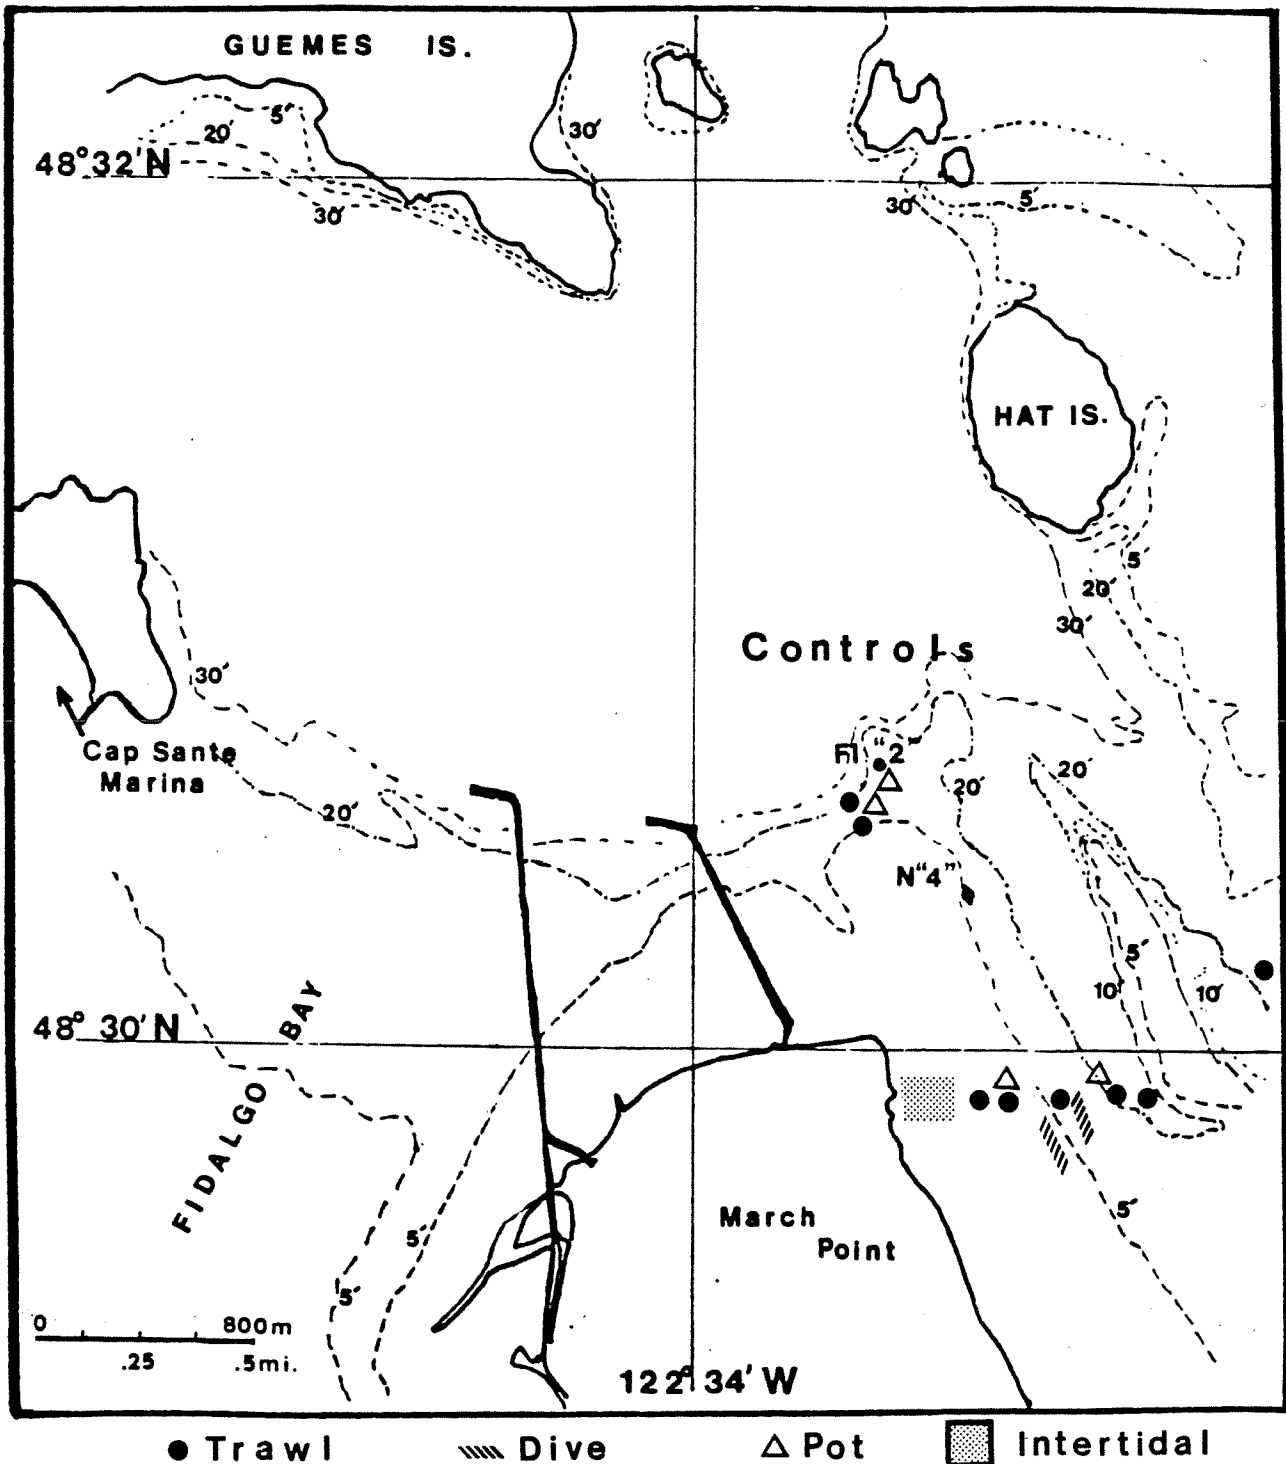 GUEMES IS.
5'
20'
30'
48°32'N
30'
30'
5'
HAT IS.
5'
20'
30'
Controls
30'
Cap Sante
Marina
Fl "2"
20'
20'
20'
N"4"
5'
10'
10'
FIDALGO BAY
48° 30'N
March
Point
5'
5'
5'
0 800m
.25 .5mi.
122° 34' W
Trawl Dive Pot Intertidal